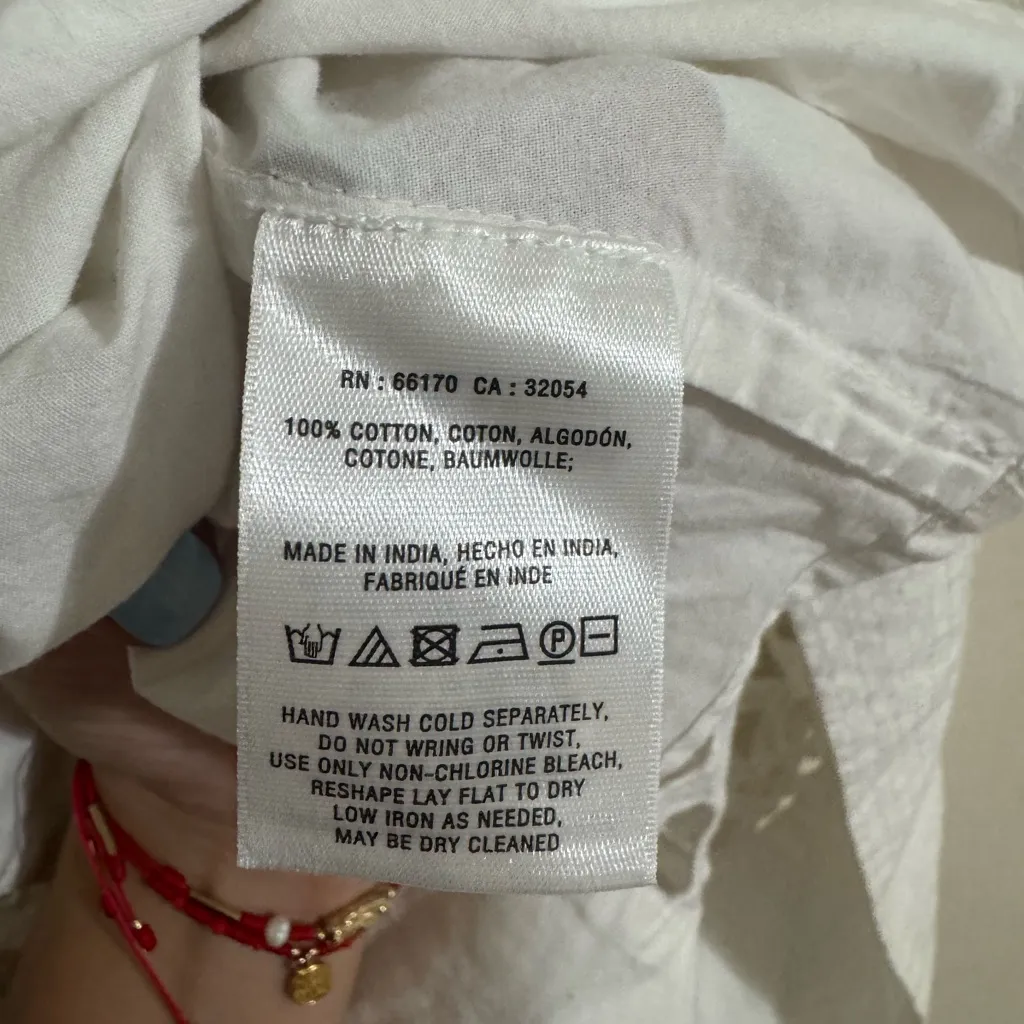 RN : 66170 CA : 32054
100% COTTON, COTON, ALGODÓN,
COTONE, BAUMWOLLE;
MADE IN INDIA, HECHO EN INDIA,
FABRIQUÉ EN INDE
P
HAND WASH COLD SEPARATELY,
DO NOT WRING OR TWIST,
USE ONLY NON-CHLORINE BLEACH,
RESHAPE LAY FLAT TO DRY
LOW IRON AS NEEDED,
MAY BE DRY CLEANED